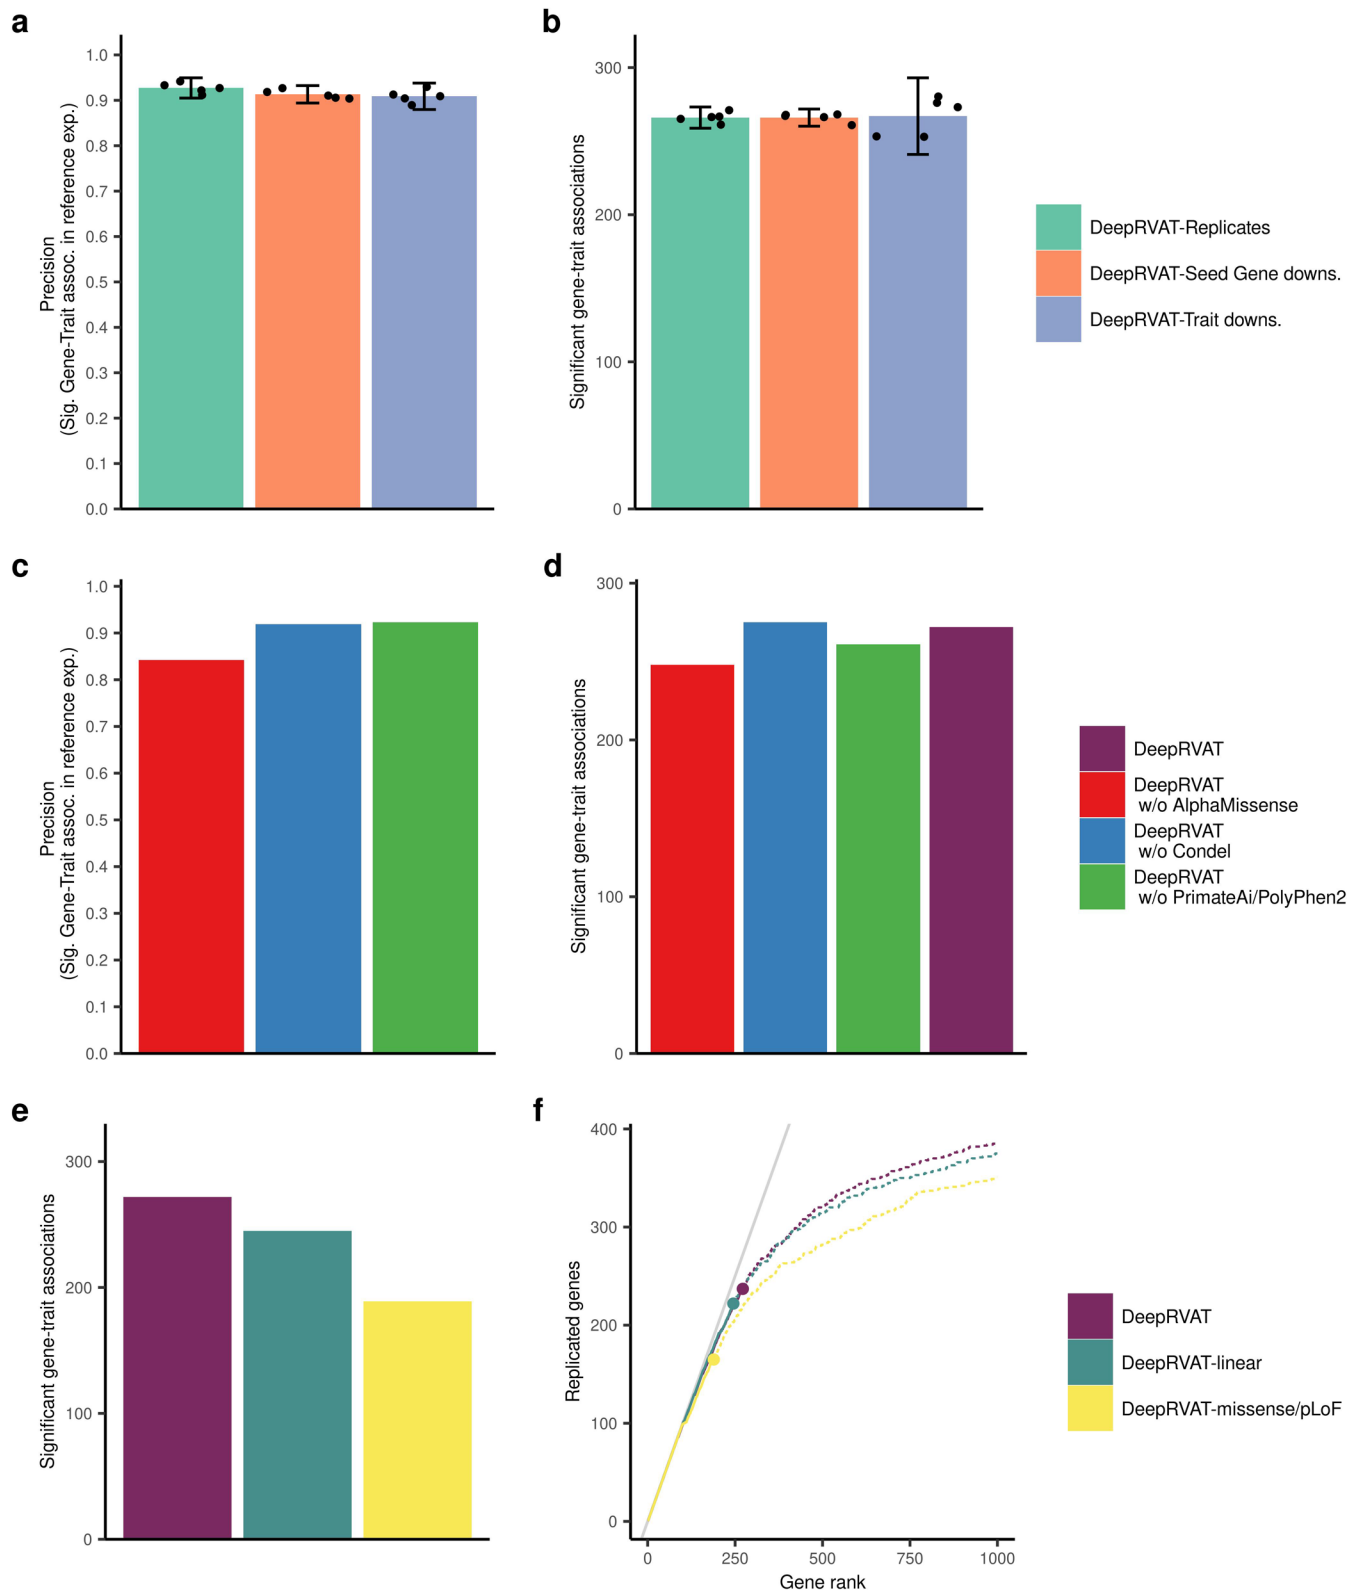 a
1.0
0.9
0.8
0.7
0.6
0.5
0.4
0.3
0.2
0.1
0.0
Precision
(Sig. Gene-Trait assoc. in reference exp.)
b
300
200
100
0
Significant gene-trait associations
DeepRVAT-Replicates
DeepRVAT-Seed Gene downs.
DeepRVAT-Trait downs.
c
1.0
0.9
0.8
0.7
0.6
0.5
0.4
0.3
0.2
0.1
0.0
Precision
(Sig. Gene-Trait assoc. in reference exp.)
d
300
200
100
0
Significant gene-trait associations
DeepRVAT
DeepRVAT
w/o AlphaMissense
DeepRVAT
w/o Condel
DeepRVAT
w/o PrimateAi/PolyPhen2
e
300
200
100
0
Significant gene-trait associations
f
400
300
200
100
0
Replicated genes
0 250 500 750 1000
Gene rank
DeepRVAT
DeepRVAT-linear
DeepRVAT-missense/pLoF